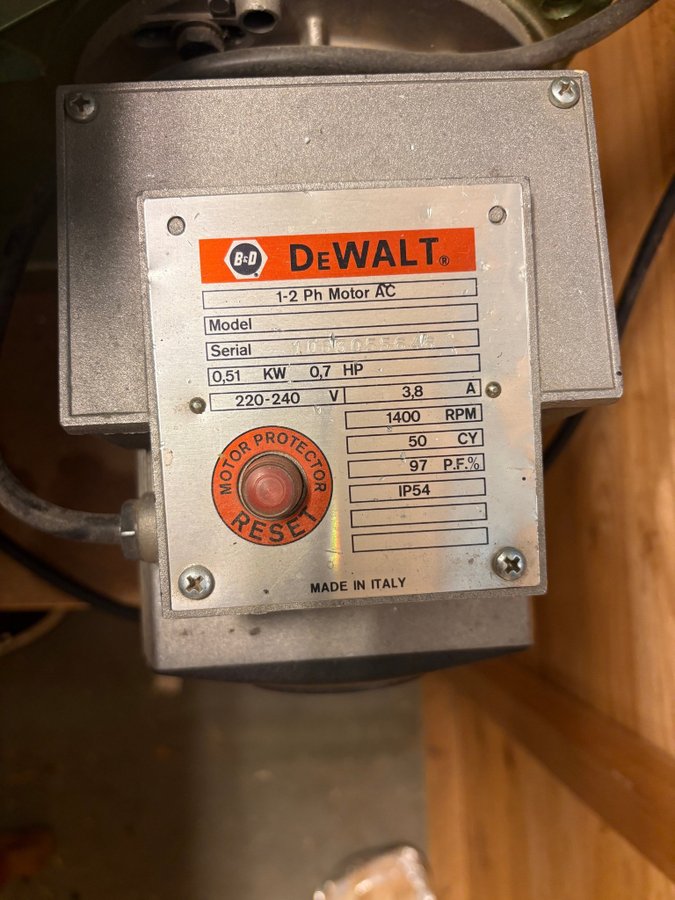 B&D DEWALT®
1-2 Ph Motor AC
Model
Serial
0,51 KW 0,7 HP
220-240 V 3,8 A
1400 RPM
50 CY
97 P.F.%
IP54
MOTOR PROTECTOR
RESET
MADE IN ITALY